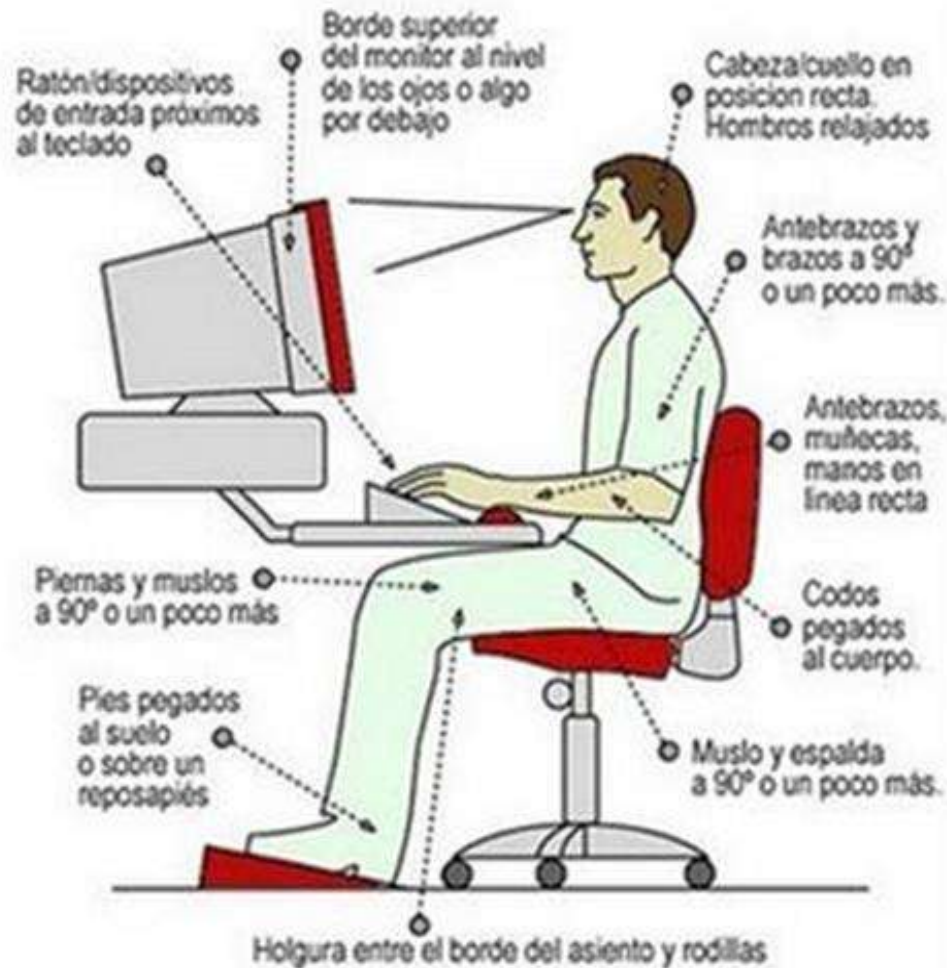 Borde superior
del monitor al nivel
de los ojos o algo
por debajo
Ratón/dispositivos
de entrada próximos
al teclado
Cabeza/cuello en
posicion recta.
Hombros relajados
Antebrazos y
brazos a 90º
o un poco más.
Antebrazos,
muñecas,
manos en
linea recta
Piernas y muslos
a 90º o un poco más
Codos
pegados
al cuerpo.
Pies pegados
al suelo
o sobre un
reposapiés
Muslo y espalda
a 90º o un poco más.
Holgura entre el borde del asiento y rodillas